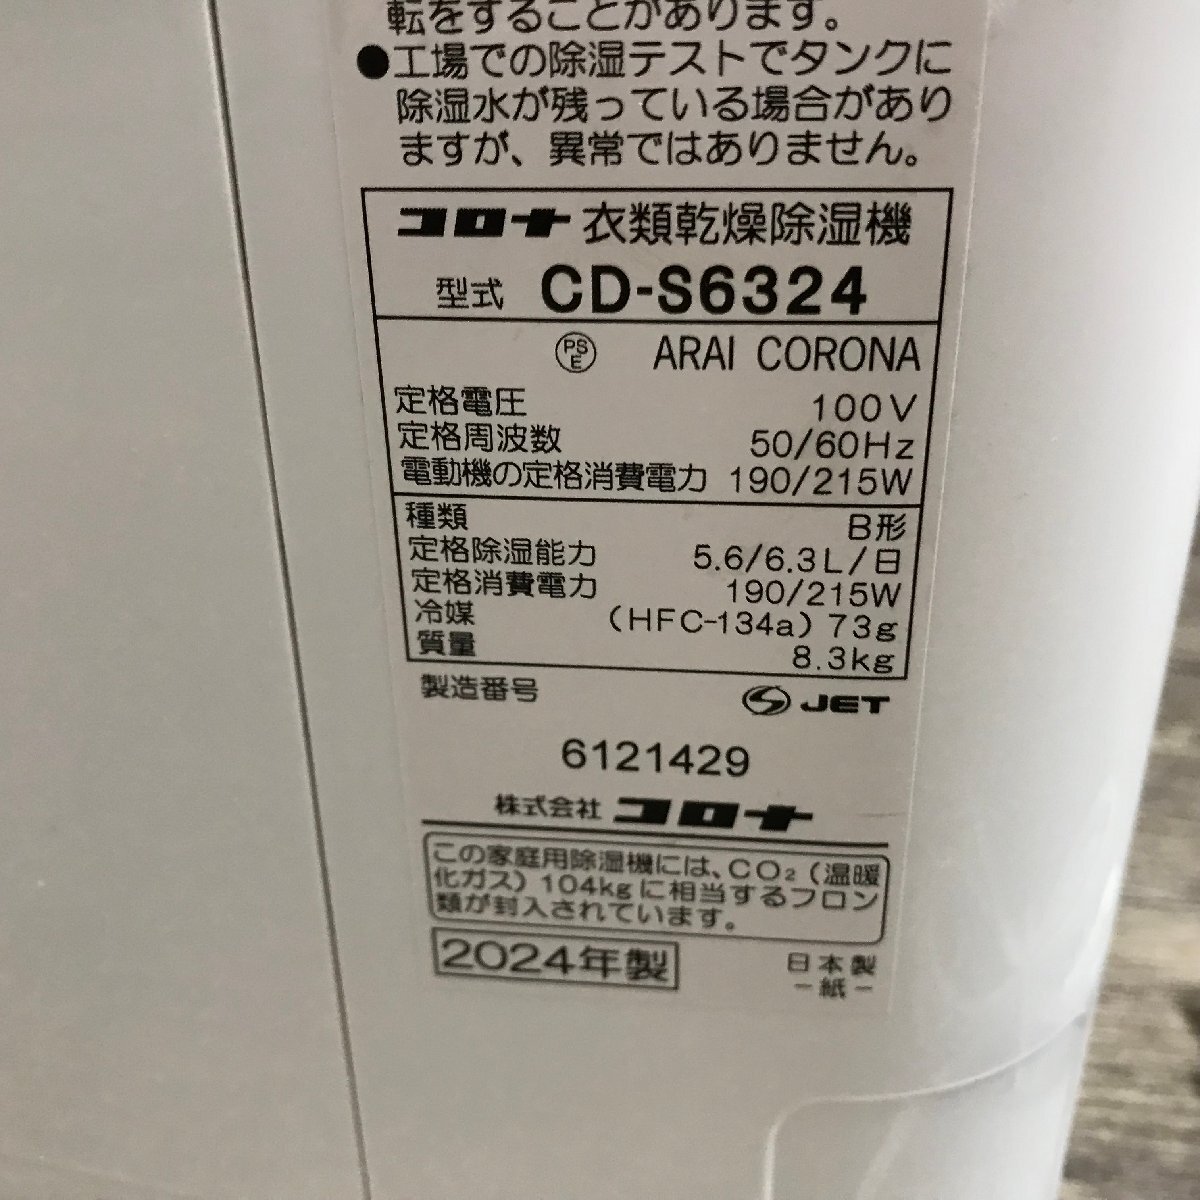 転をすることがあります。
●工場での除湿テストでタンクに
除湿水が残っている場合があり
ますが、異常ではありません。
コロナ 衣類乾燥除湿機
型式 CD-S6324
PSE ARAI CORONA
定格電圧 100V
定格周波数 50/60Hz
電動機の定格消費電力 190/215W
種類 B形
定格除湿能力 5.6/6.3L/日
定格消費電力 190/215W
冷媒 (HFC-134a) 73g
質量 8.3kg
製造番号 JET
6121429
株式会社 コロナ
この家庭用除湿機には、CO₂(温暖
化ガス)104kgに相当するフロン
類が封入されています。
2024年製 日本製
-紙-